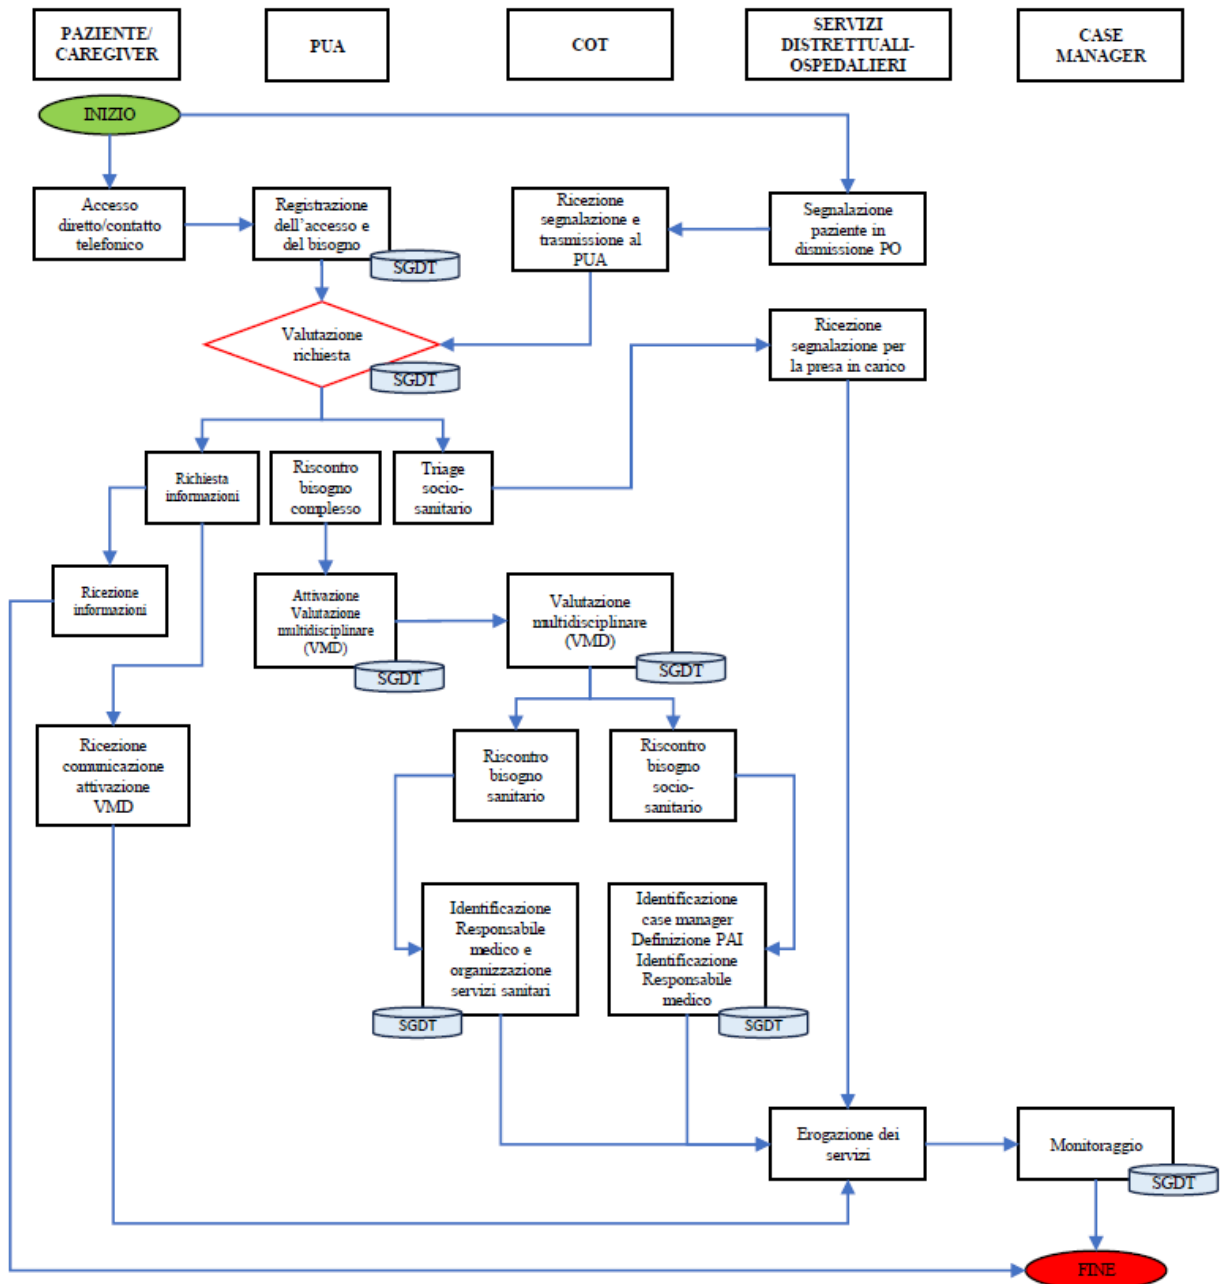 PAZIENTE/
CAREGIVER
PUA
COT
SERVIZI
DISTRETTUALI-
OSPEDALIERI
CASE
MANAGER
INIZIO
Accesso
diretto/contatto
telefonico
Registrazione
dell'accesso e
del bisogno
SGDT
Ricezione
segnalazione e
trasmissione al
PUA
Segnalazione
paziente in
dismissione PO
Valutazione
richiesta
SGDT
Ricezione
segnalazione per
la presa in carico
Richiesta
informazioni
Riscontro
bisogno
complesso
Triage
socio-
sanitario
Ricezione
informazioni
Attivazione
Valutazione
multidisciplinare
(VMD)
SGDT
Valutazione
multidisciplinare
(VMD)
SGDT
Ricezione
comunicazione
attivazione
VMD
Riscontro
bisogno
sanitario
Riscontro
bisogno
socio-
sanitario
Identificazione
Responsabile
medico e
organizzazione
servizi sanitari
SGDT
Identificazione
case manager
Definizione PAI
Identificazione
Responsabile
medico
SGDT
Erogazione dei
servizi
Monitoraggio
SGDT
FINE